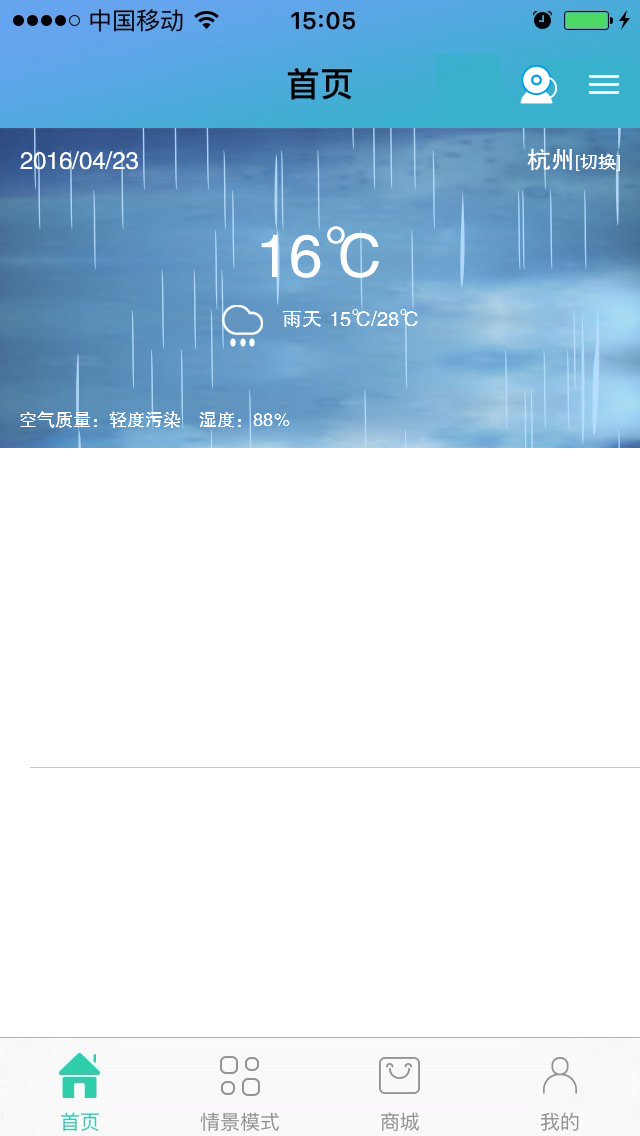 中国移动 15:05
首页
2016/04/23 杭州[切换]
16℃
雨天 15℃/28℃
空气质量：轻度污染 湿度：88%
首页 情景模式 商城 我的